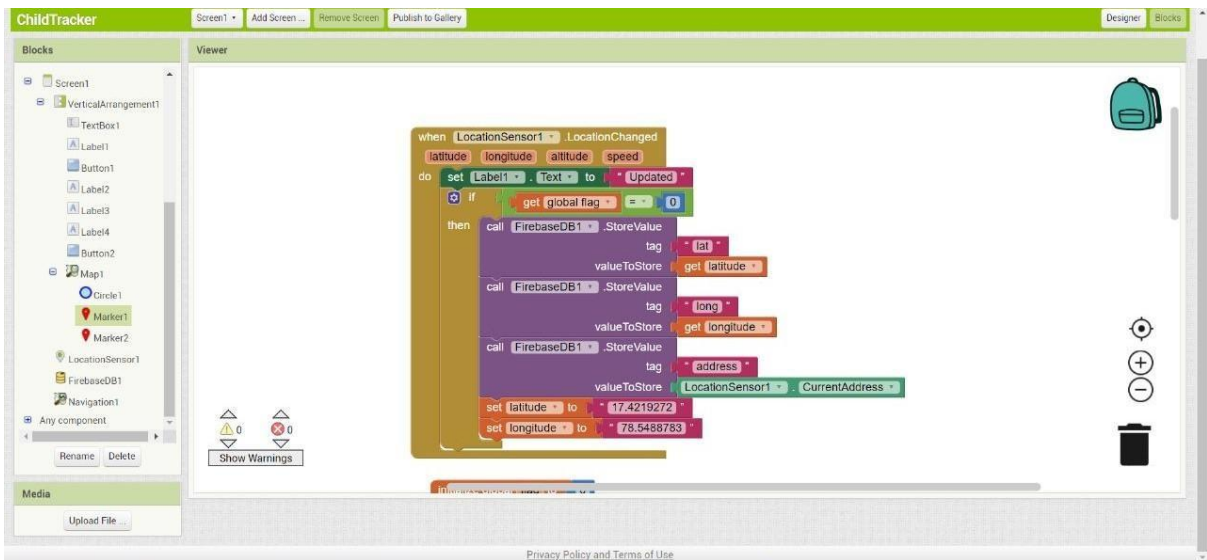 ChildTracker
Screen1 Add Screen ... Remove Screen Publish to Gallery
Designer Blocks
Blocks
Viewer
Screen1
VerticalArrangement1
TextBox1
Label1
Button1
Label2
Label3
Label4
Button2
Map1
Circle1
Marker1
Marker2
LocationSensor1
FirebaseDB1
Navigation1
Any component
Rename Delete
Media
Upload File ...
when LocationSensor1 .LocationChanged
latitude longitude altitude speed
do set Label1 . Text to " Updated "
if get global flag = 0
then call FirebaseDB1 .StoreValue
tag " lat "
valueToStore get latitude
call FirebaseDB1 .StoreValue
tag " long "
valueToStore get longitude
call FirebaseDB1 .StoreValue
tag " address "
valueToStore LocationSensor1 . CurrentAddress
set latitude to " 17.4219272 "
set longitude to " 78.5488783 "
0 0
Show Warnings
initialize global flag to 0
Privacy Policy and Terms of Use